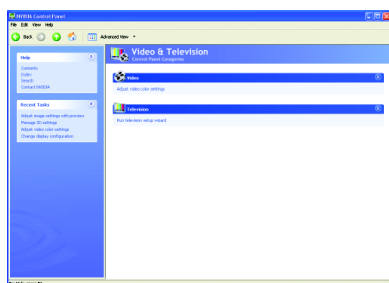 NVIDIA Control Panel
File Edit View Help
Back
Advanced View
Help
Contents
Index
Search
Contact NVIDIA
Recent Tasks
Adjust image settings with preview
Manage 3D settings
Adjust video color settings
Change display configuration
Video & Television
Control Panel Categories
Video
Adjust video color settings
Television
Run television setup wizard